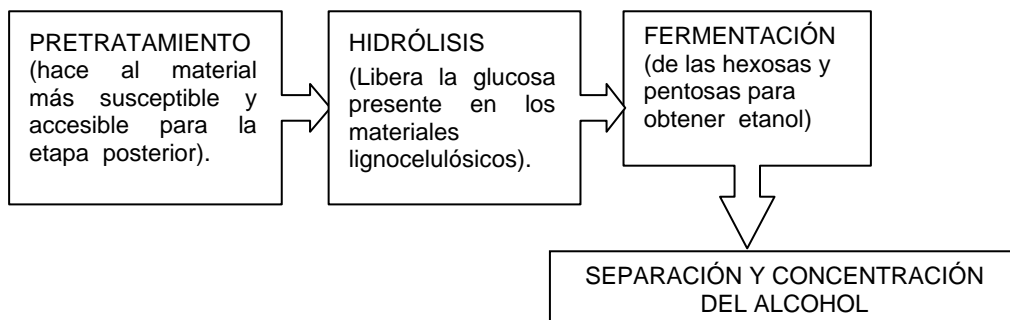 PRETRATAMIENTO
(hace al material
más susceptible y
accesible para la
etapa posterior).
HIDRÓLISIS
(Libera la glucosa
presente en los
materiales
lignocelulósicos).
FERMENTACIÓN
(de las hexosas y
pentosas para
obtener etanol)
SEPARACIÓN Y CONCENTRACIÓN
DEL ALCOHOL